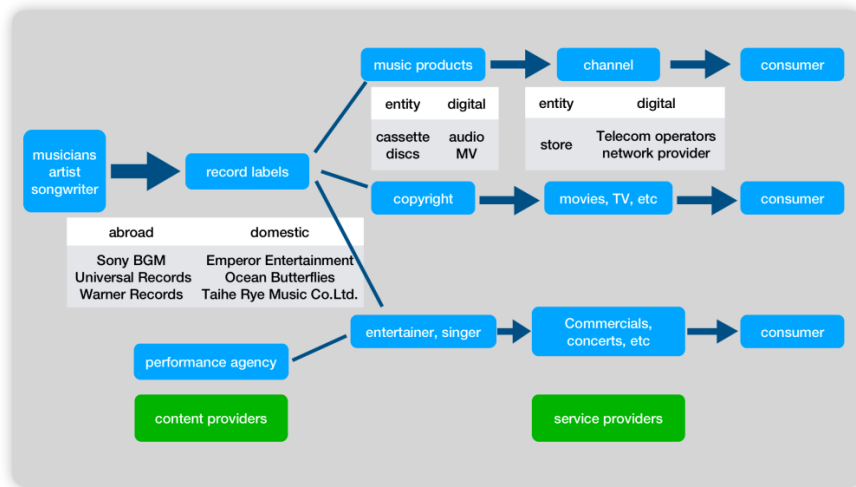 music products
channel
consumer
entity digital
cassette audio
discs MV
entity digital
store
Telecom operators
network provider
musicians
artist
songwriter
record labels
copyright
movies, TV, etc
consumer
abroad domestic
Sony BGM Emperor Entertainment
Universal Records Ocean Butterflies
Warner Records Taihe Rye Music Co.Ltd.
entertainer, singer
Commercials,
concerts, etc
consumer
performance agency
content providers
service providers